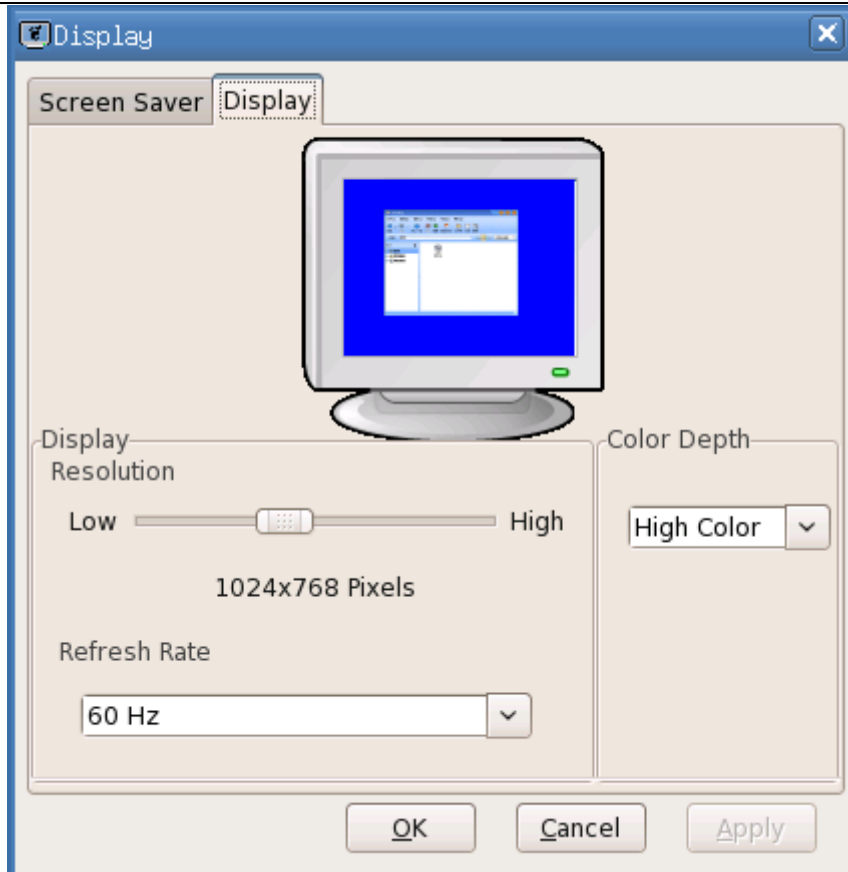 Display
Screen Saver Display
Display
Resolution
Low High
1024x768 Pixels
Refresh Rate
60 Hz
Color Depth
High Color
OK Cancel Apply